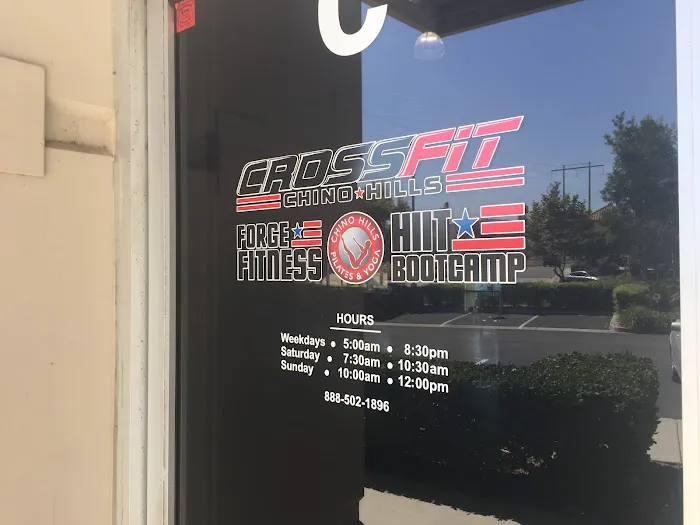 C
CROSSFIT
CHINO HILLS
FORGE FITNESS
CHINO HILLS PILATES & YOGA
HIIT BOOTCAMP
HOURS
Weekdays • 5:00am • 8:30pm
Saturday • 7:30am • 10:30am
Sunday • 10:00am • 12:00pm
888-502-1896